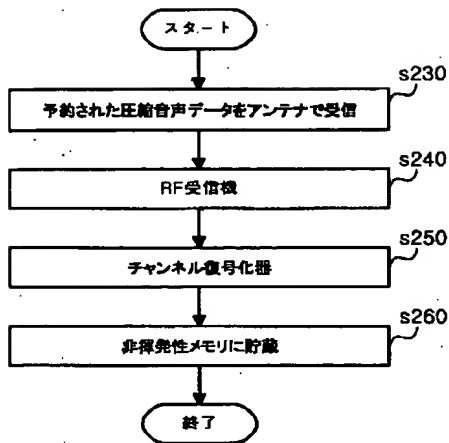 スタート
s230
予約された圧縮音声データをアンテナで受信
s240
RF受信機
s250
チャンネル復号化器
s260
非揮発性メモリに貯蔵
終了